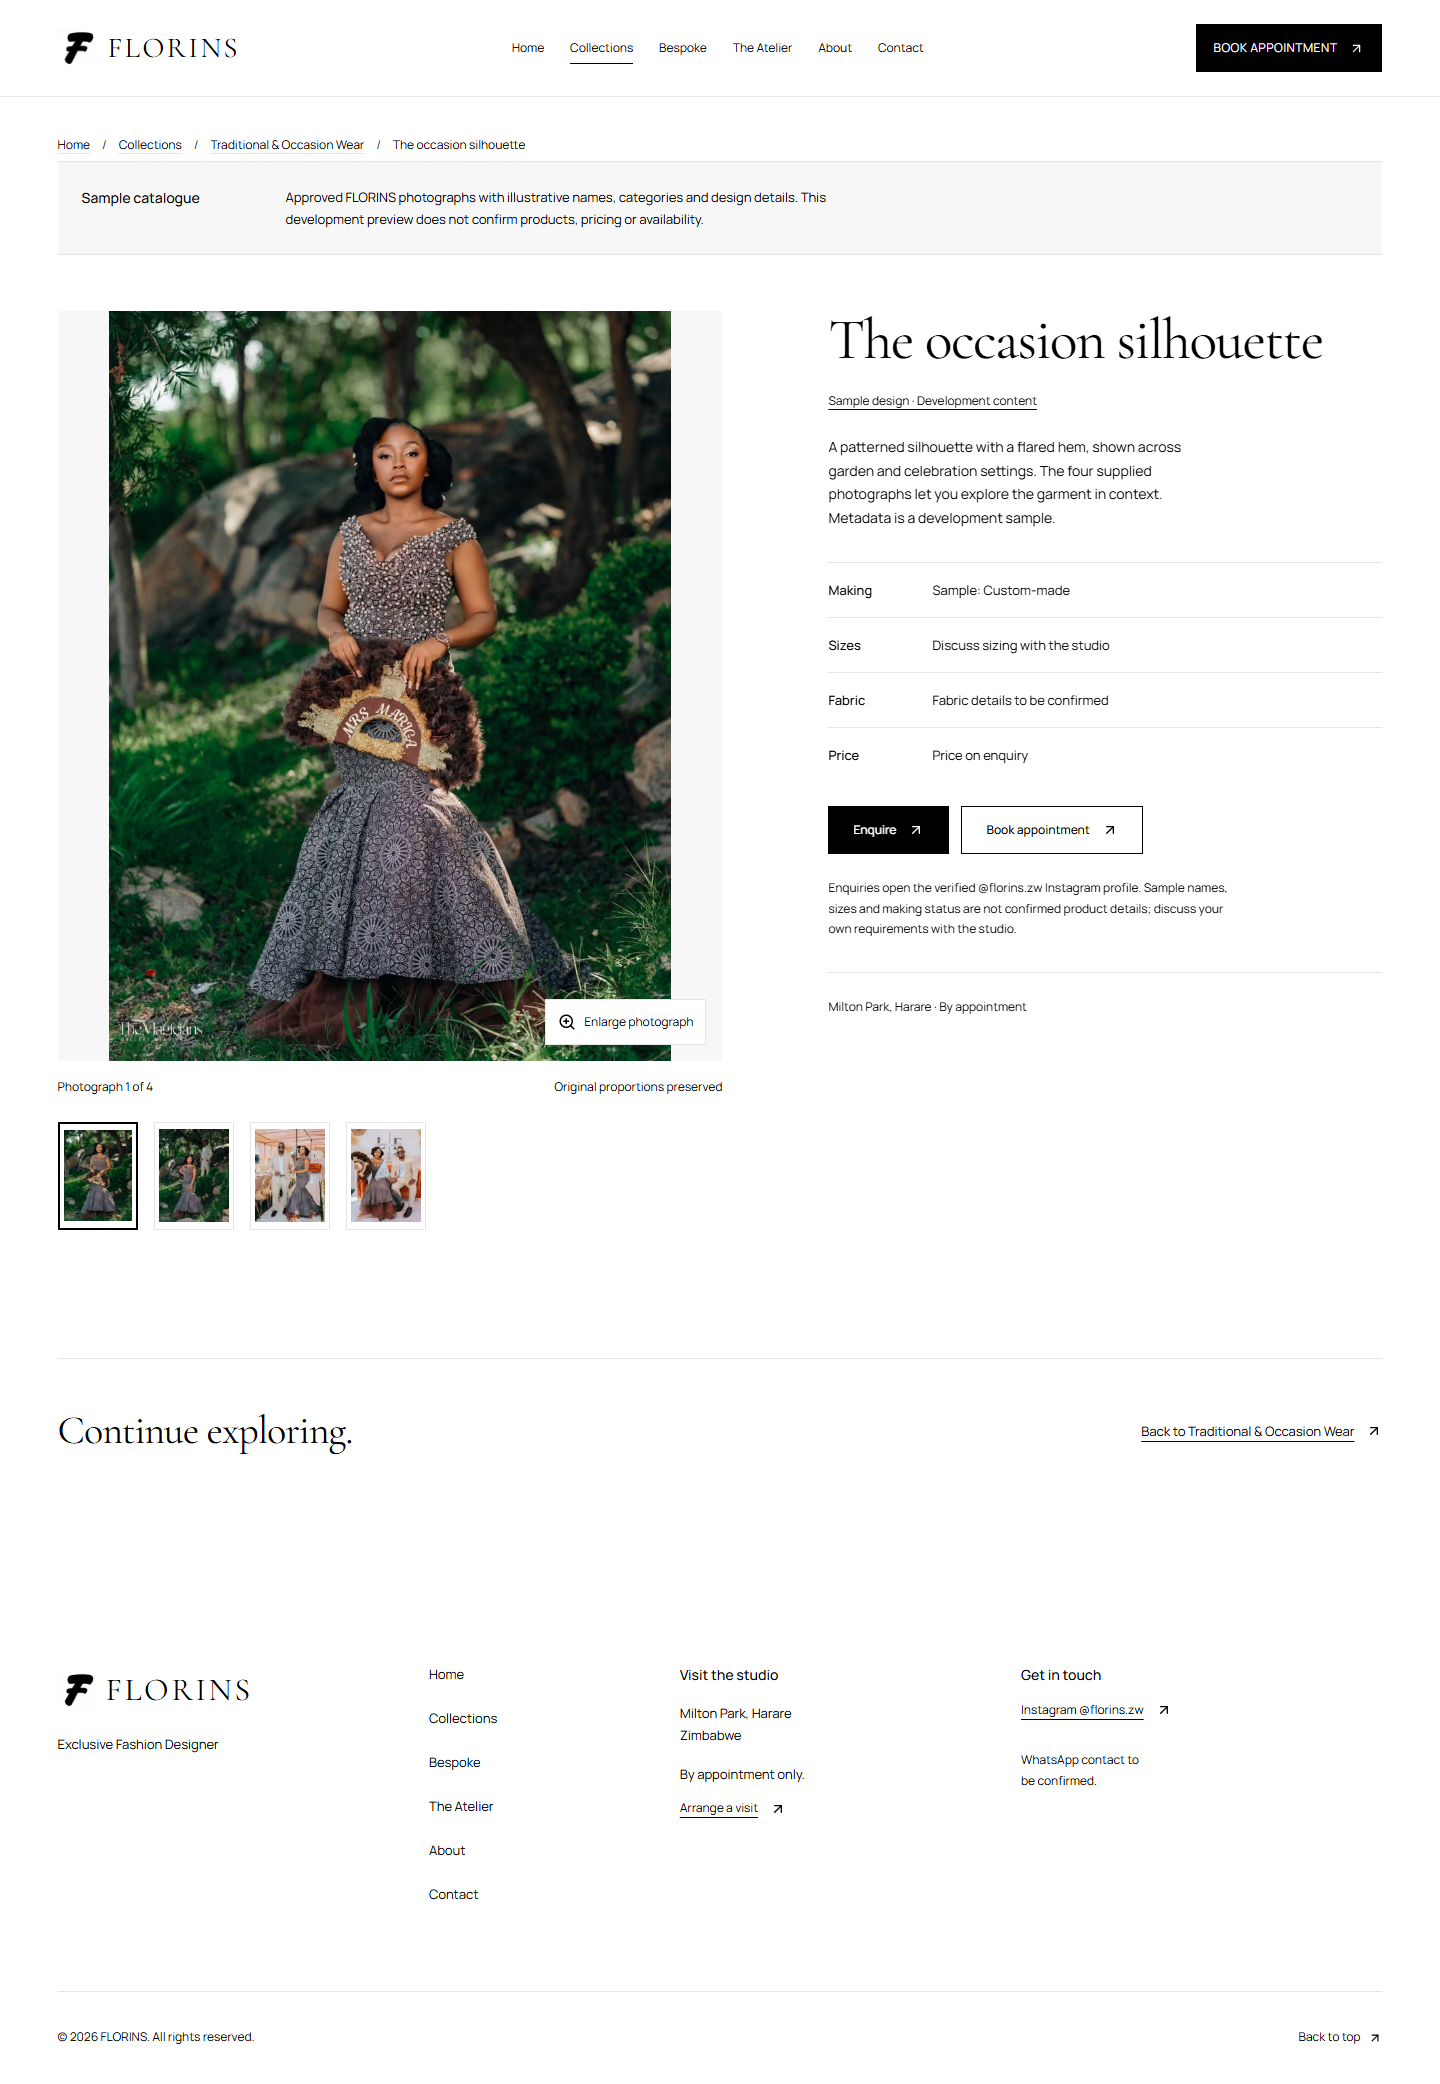 FLORINS
Home
Collections
Bespoke
The Atelier
About
Contact
BOOK APPOINTMENT
Home / Collections / Traditional & Occasion Wear / The occasion silhouette
Sample catalogue
Approved FLORINS photographs with illustrative names, categories and design details. This
development preview does not confirm products, pricing or availability.
MRS MARIGA
TheMagicians
Enlarge photograph
Photograph 1 of 4
Original proportions preserved
The occasion silhouette
Sample design · Development content
A patterned silhouette with a flared hem, shown across
garden and celebration settings. The four supplied
photographs let you explore the garment in context.
Metadata is a development sample.
Making Sample: Custom-made
Sizes Discuss sizing with the studio
Fabric Fabric details to be confirmed
Price Price on enquiry
Enquire
Book appointment
Enquiries open the verified @florins.zw Instagram profile. Sample names,
sizes and making status are not confirmed product details; discuss your
own requirements with the studio.
Milton Park, Harare · By appointment
Continue exploring.
Back to Traditional & Occasion Wear
FLORINS
Exclusive Fashion Designer
Home
Collections
Bespoke
The Atelier
About
Contact
Visit the studio
Milton Park, Harare
Zimbabwe
By appointment only.
Arrange a visit
Get in touch
Instagram @florins.zw
WhatsApp contact to
be confirmed.
© 2026 FLORINS. All rights reserved.
Back to top